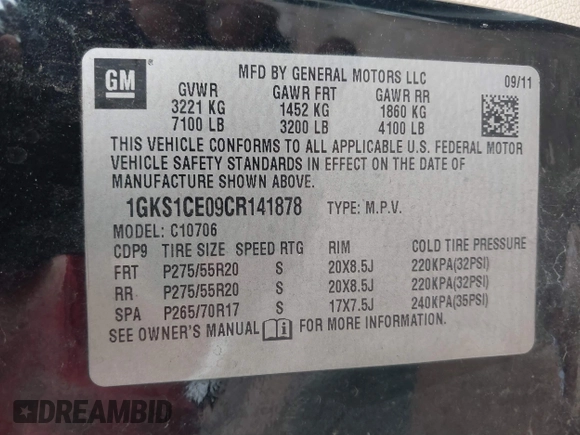 GM
MFD BY GENERAL MOTORS LLC
09/11
GVWR GAWR FRT GAWR RR
3221 KG 1452 KG 1860 KG
7100 LB 3200 LB 4100 LB
THIS VEHICLE CONFORMS TO ALL APPLICABLE U.S. FEDERAL MOTOR
VEHICLE SAFETY STANDARDS IN EFFECT ON THE DATE OF
MANUFACTURE SHOWN ABOVE.
1GKS1CE09CR141878 TYPE: M.P.V.
MODEL: C10706
CDP9 TIRE SIZE SPEED RTG RIM COLD TIRE PRESSURE
FRT P275/55R20 S 20X8.5J 220KPA(32PSI)
RR P275/55R20 S 20X8.5J 220KPA(32PSI)
SPA P265/70R17 S 17X7.5J 240KPA(35PSI)
SEE OWNER'S MANUAL FOR MORE INFORMATION.
DREAMBID